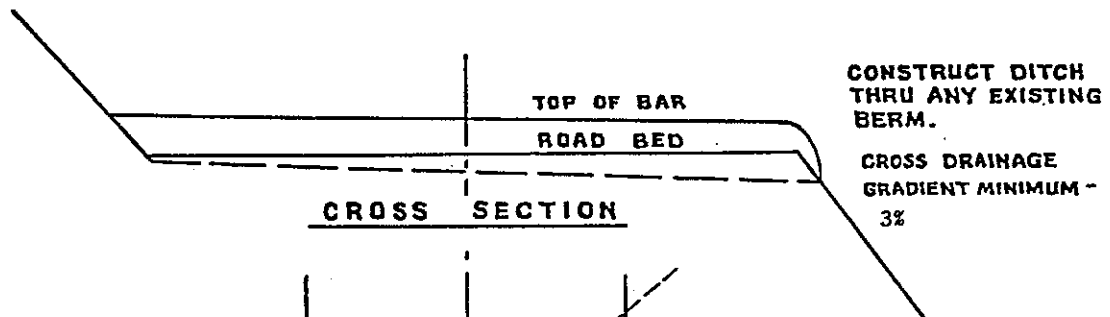 TOP OF BAR
ROAD BED
CROSS SECTION
CONSTRUCT DITCH
THRU ANY EXISTING
BERM.
CROSS DRAINAGE
GRADIENT MINIMUM -
3%